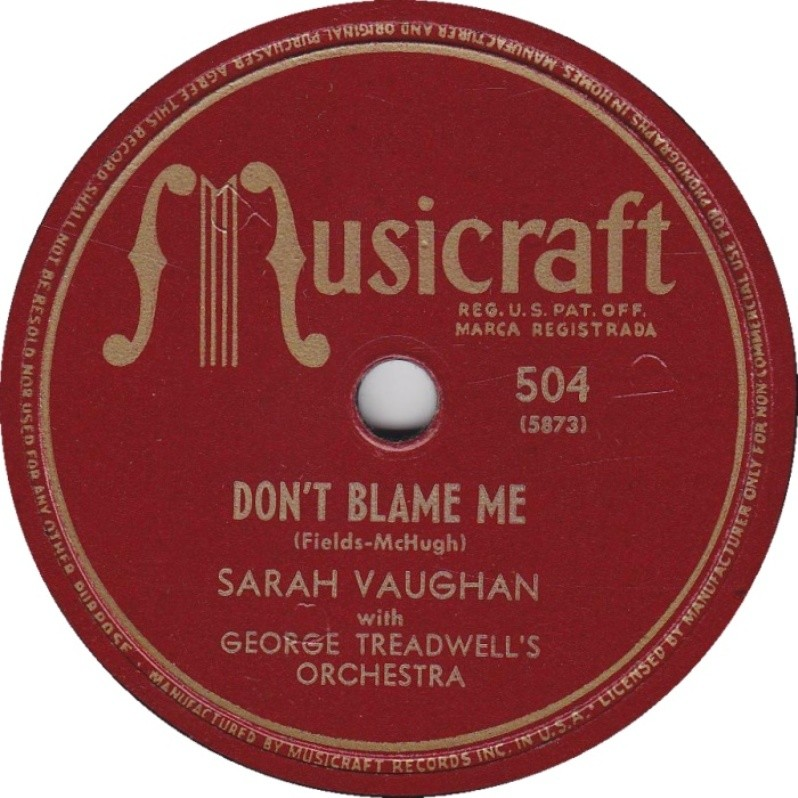 Musicraft
REG. U.S. PAT. OFF.
MARCA REGISTRADA
504
(5873)
DON'T BLAME ME
(Fields-McHugh)
SARAH VAUGHAN
with
GEORGE TREADWELL'S
ORCHESTRA
MANUFACTURED BY MUSICRAFT RECORDS INC. IN U.S.A. · LICENSED BY MANUFACTURER ONLY FOR NON-COMMERCIAL USE FOR PHONOGRAPHS IN HOMES. MANUFACTURER AND ORIGINAL PURCHASER AGREE THIS RECORD SHALL NOT BE RESOLD NOR USED FOR ANY OTHER PURPOSE ·